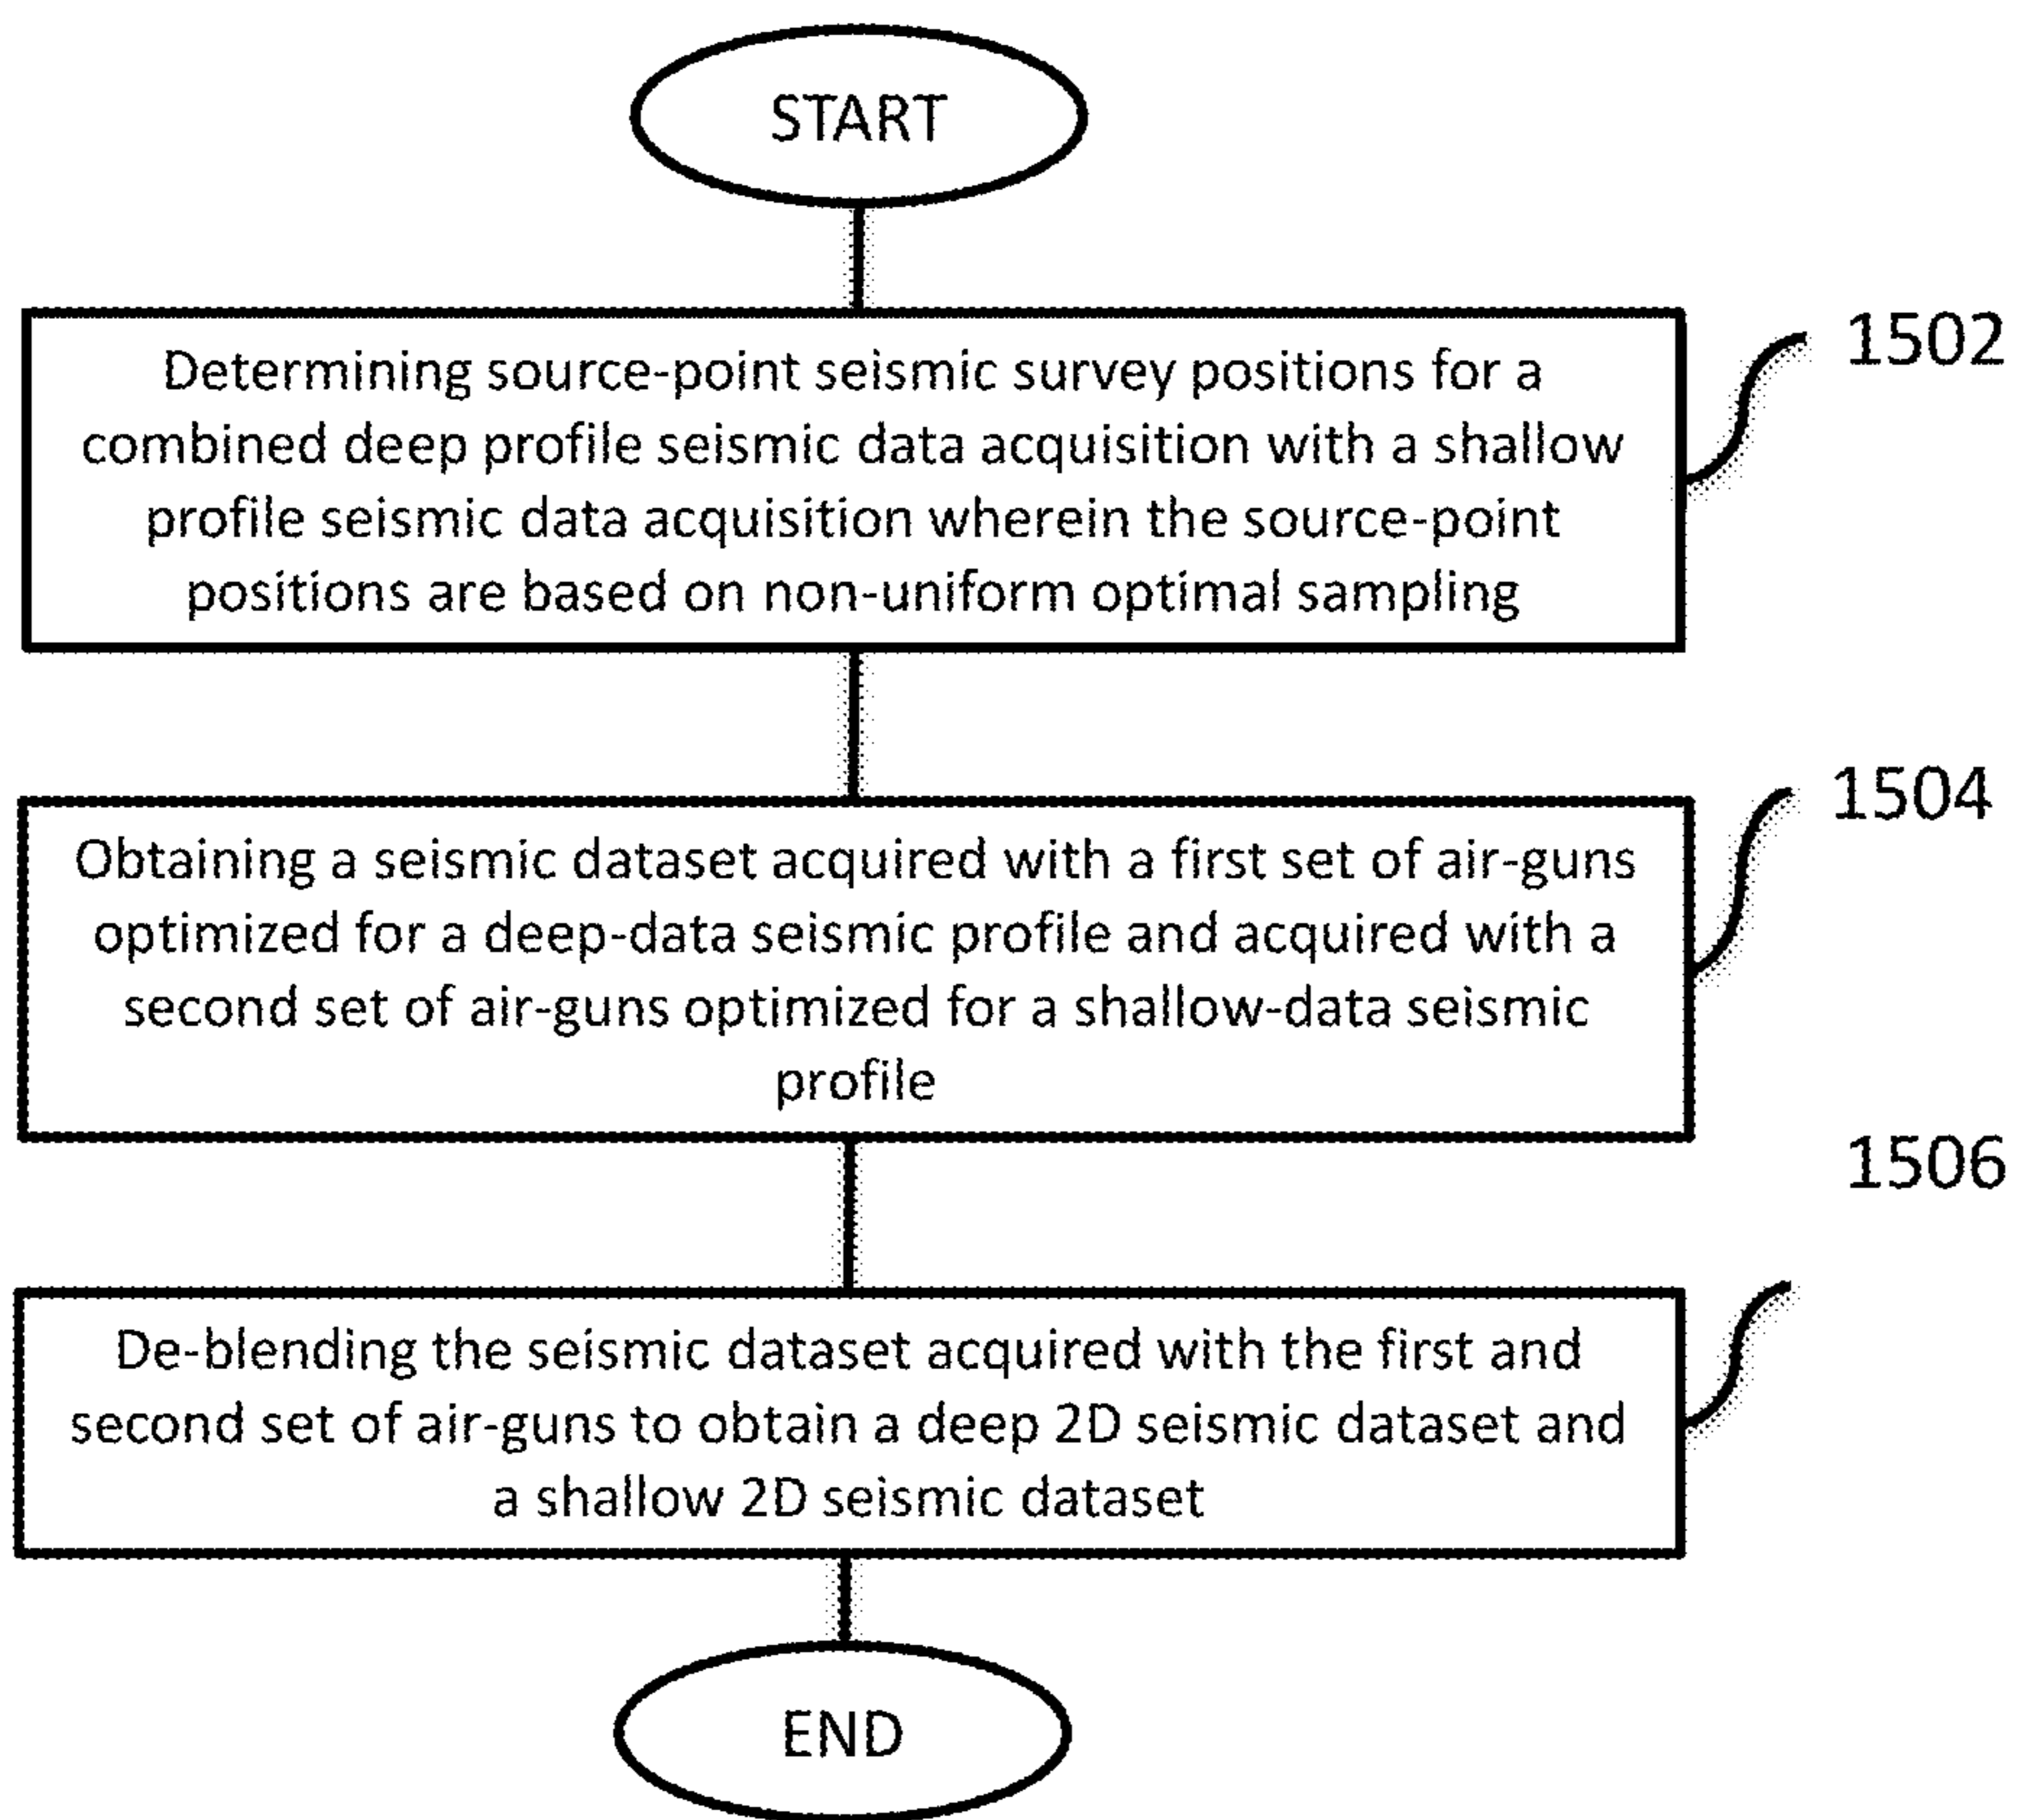 START
Determining source-point seismic survey positions for a
combined deep profile seismic data acquisition with a shallow
profile seismic data acquisition wherein the source-point
positions are based on non-uniform optimal sampling
1502
Obtaining a seismic dataset acquired with a first set of air-guns
optimized for a deep-data seismic profile and acquired with a
second set of air-guns optimized for a shallow-data seismic
profile
1504
De-blending the seismic dataset acquired with the first and
second set of air-guns to obtain a deep 2D seismic dataset and
a shallow 2D seismic dataset
1506
END